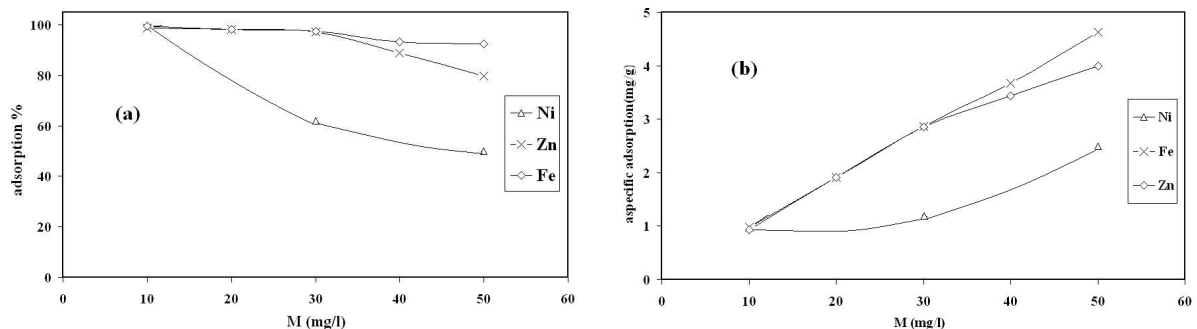 100
80
60
40
20
0
adsorption %
(a)
Ni
Zn
Fe
0 10 20 30 40 50 60
M (mg/l)
5
4
3
2
1
0
aspecific adsorption(mg/g)
(b)
Ni
Fe
Zn
0 10 20 30 40 50 60
M (mg/l)